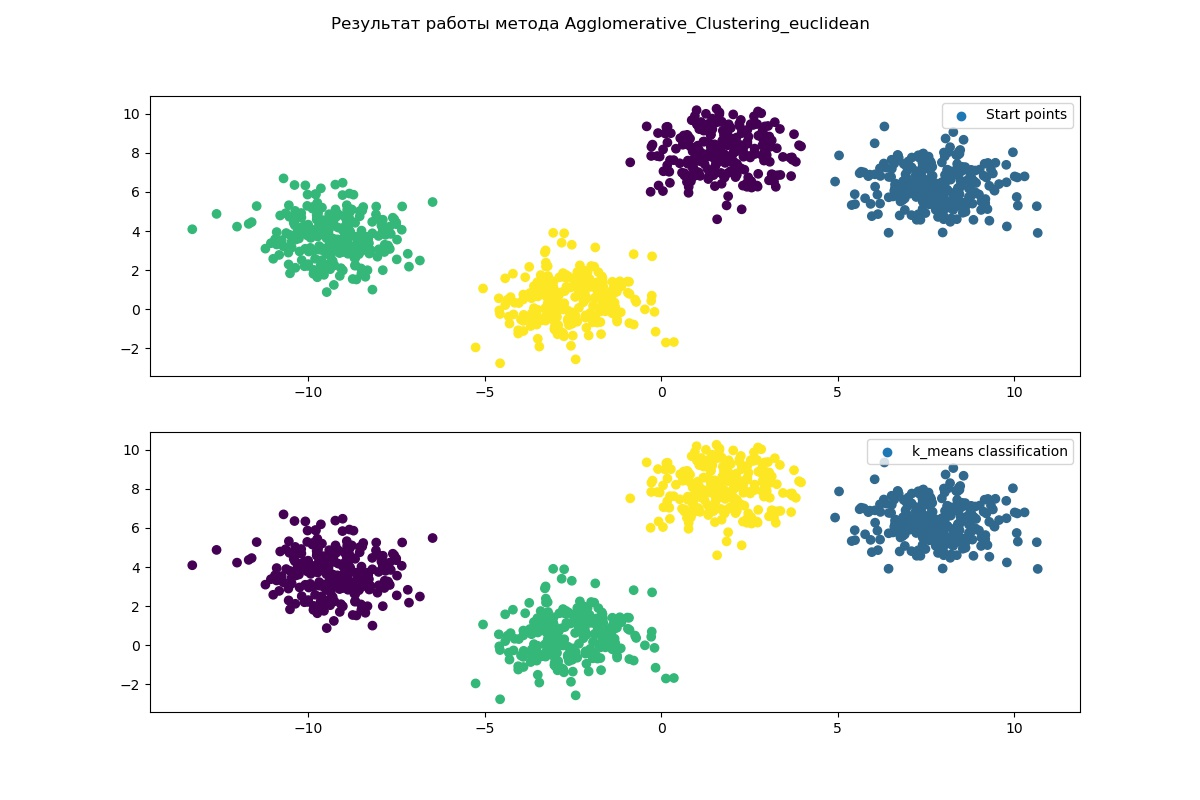 Результат работы метода Agglomerative_Clustering_euclidean
Start points
10
8
6
4
2
0
−2
−10 −5 0 5 10
k_means classification
10
8
6
4
2
0
−2
−10 −5 0 5 10